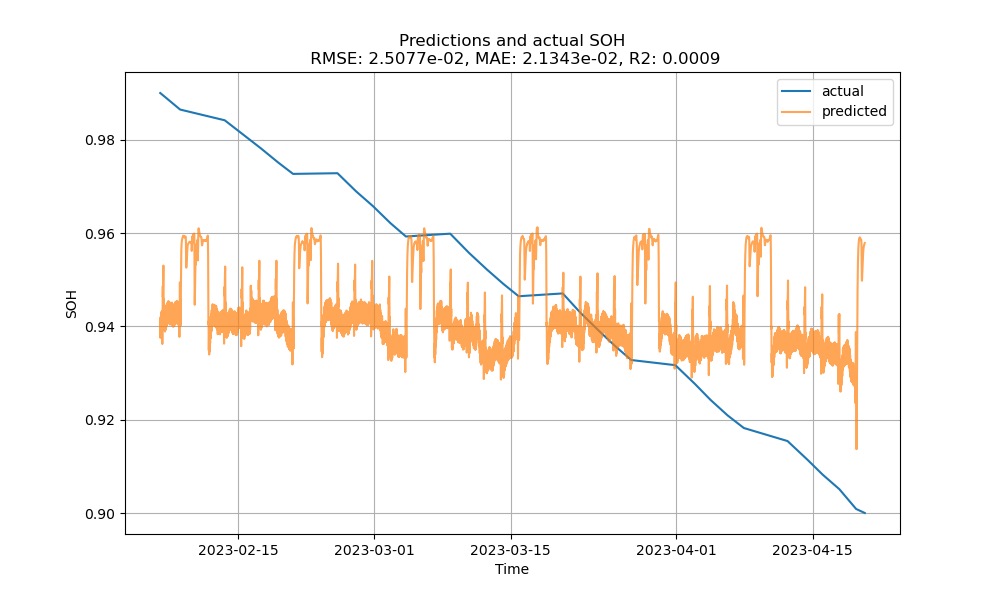 Predictions and actual SOH
RMSE: 2.5077e-02, MAE: 2.1343e-02, R2: 0.0009
actual
predicted
SOH
0.98
0.96
0.94
0.92
0.90
2023-02-15
2023-03-01
2023-03-15
2023-04-01
2023-04-15
Time